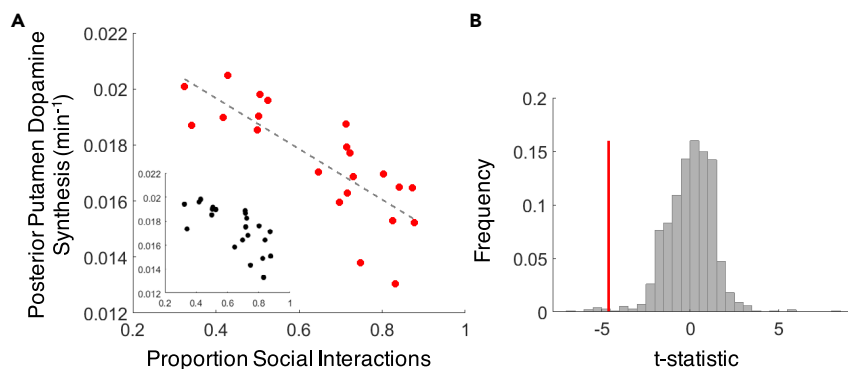 A
Posterior Putamen Dopamine
Synthesis (min⁻¹)
0.022
0.02
0.018
0.016
0.014
0.012
0.022
0.02
0.018
0.016
0.014
0.012
0.2 0.4 0.6 0.8 1
0.2 0.4 0.6 0.8 1
Proportion Social Interactions
B
Frequency
0.2
0.15
0.1
0.05
0
-5 0 5
t-statistic